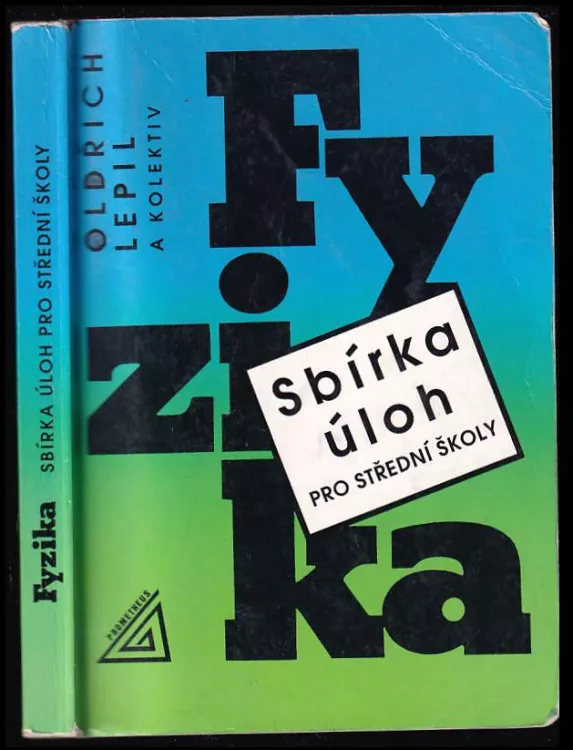 Fyzika SBÍRKA ÚLOH PRO STŘEDNÍ ŠKOLY
OLDŘICH
LEPIL
A KOLEKTIV
Fy
zi
ka
Sbírka
úloh
PRO STŘEDNÍ ŠKOLY
PROMETHEUS